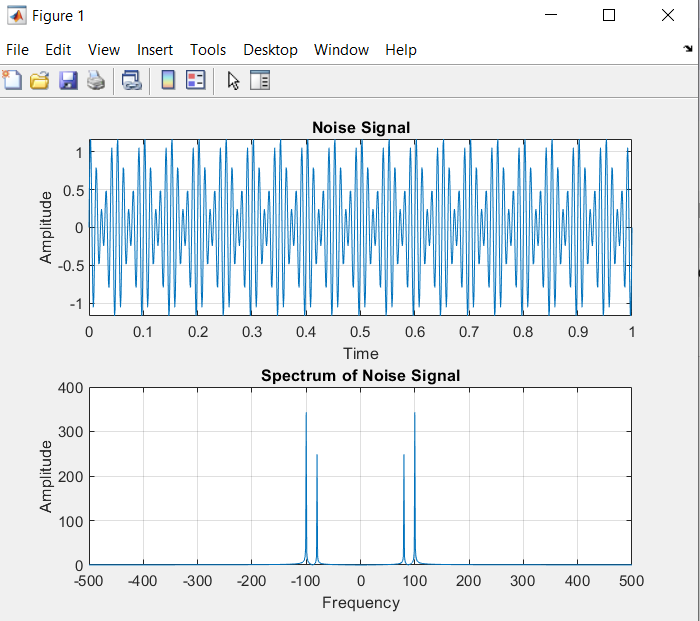 Figure 1
File Edit View Insert Tools Desktop Window Help
Noise Signal
1
0.5
0
-0.5
-1
Amplitude
0 0.1 0.2 0.3 0.4 0.5 0.6 0.7 0.8 0.9 1
Time
Spectrum of Noise Signal
400
300
200
100
0
Amplitude
-500 -400 -300 -200 -100 0 100 200 300 400 500
Frequency